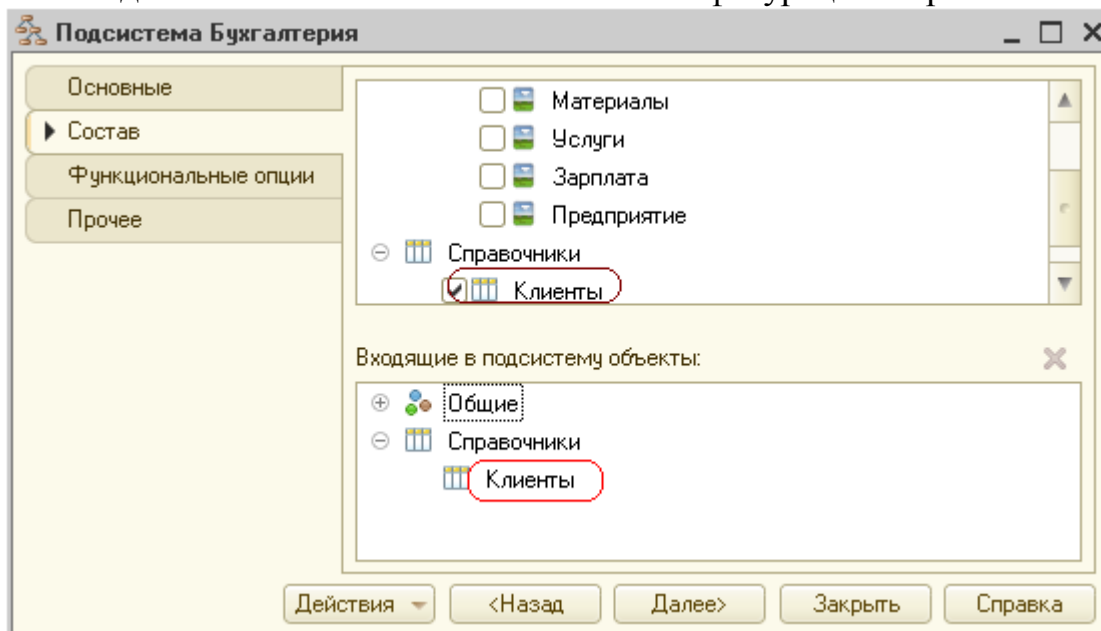 Подсистема Бухгалтерия
Основные
Состав
Функциональные опции
Прочее
Материалы
Услуги
Зарплата
Предприятие
Справочники
Клиенты
Входящие в подсистему объекты:
Общие
Справочники
Клиенты
Действия
<Назад
Далее>
Закрыть
Справка